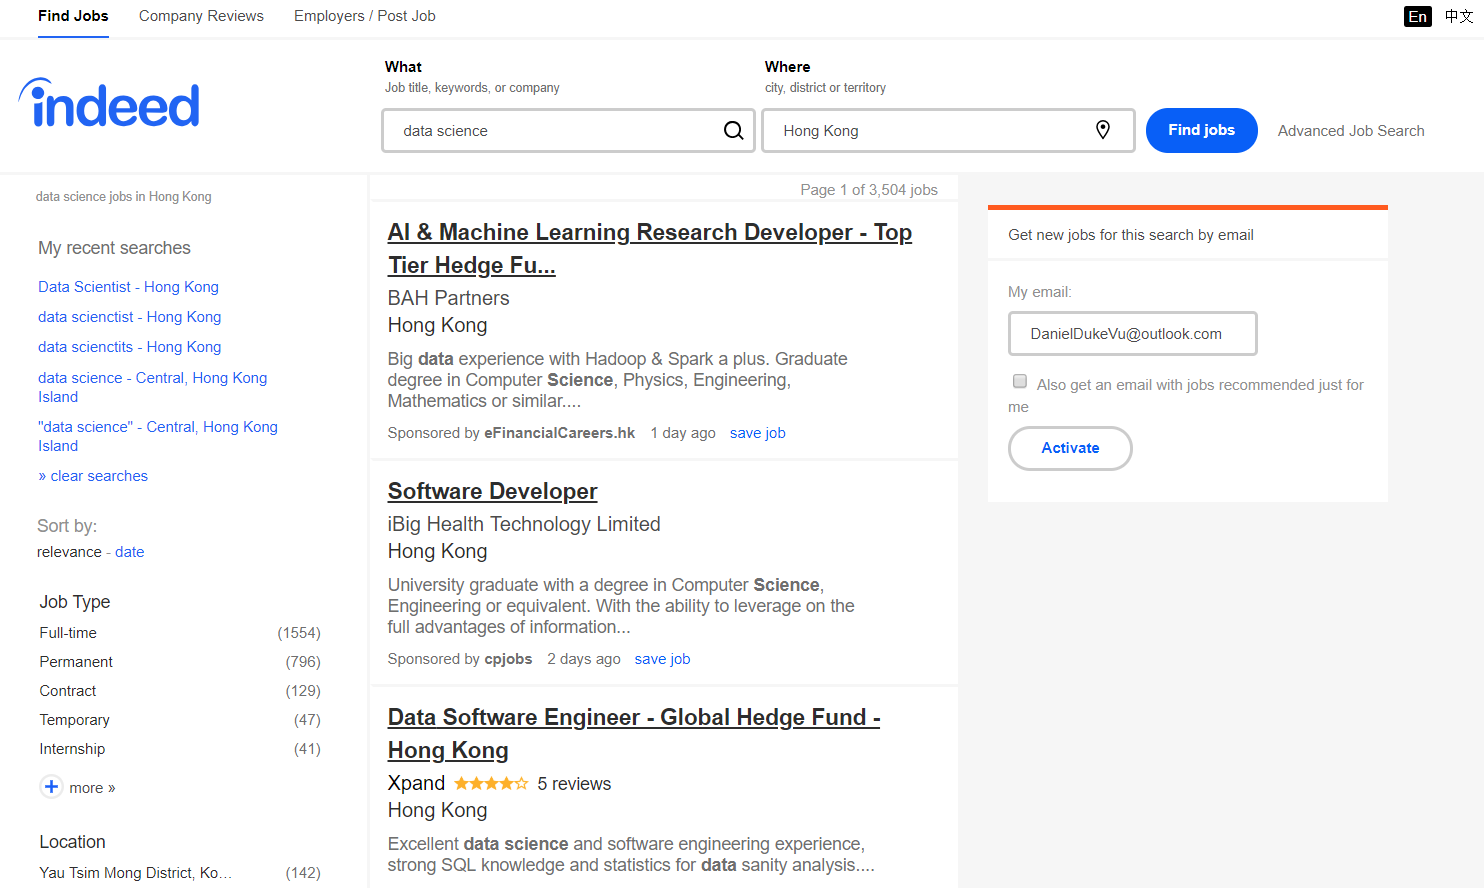 Find Jobs Company Reviews Employers / Post Job En 中文
indeed
What
Job title, keywords, or company
data science
Where
city, district or territory
Hong Kong
Find jobs
Advanced Job Search
data science jobs in Hong Kong
My recent searches
Data Scientist - Hong Kong
data scienctist - Hong Kong
data scienctits - Hong Kong
data science - Central, Hong Kong
Island
"data science" - Central, Hong Kong
Island
» clear searches
Sort by:
relevance - date
Job Type
Full-time (1554)
Permanent (796)
Contract (129)
Temporary (47)
Internship (41)
more »
Location
Yau Tsim Mong District, Ko... (142)
Page 1 of 3,504 jobs
AI & Machine Learning Research Developer - Top
Tier Hedge Fu...
BAH Partners
Hong Kong
Big data experience with Hadoop & Spark a plus. Graduate
degree in Computer Science, Physics, Engineering,
Mathematics or similar....
Sponsored by eFinancialCareers.hk 1 day ago save job
Software Developer
iBig Health Technology Limited
Hong Kong
University graduate with a degree in Computer Science,
Engineering or equivalent. With the ability to leverage on the
full advantages of information...
Sponsored by cpjobs 2 days ago save job
Data Software Engineer - Global Hedge Fund -
Hong Kong
Xpand 5 reviews
Hong Kong
Excellent data science and software engineering experience,
strong SQL knowledge and statistics for data sanity analysis....
Get new jobs for this search by email
My email:
DanielDukeVu@outlook.com
Also get an email with jobs recommended just for
me
Activate